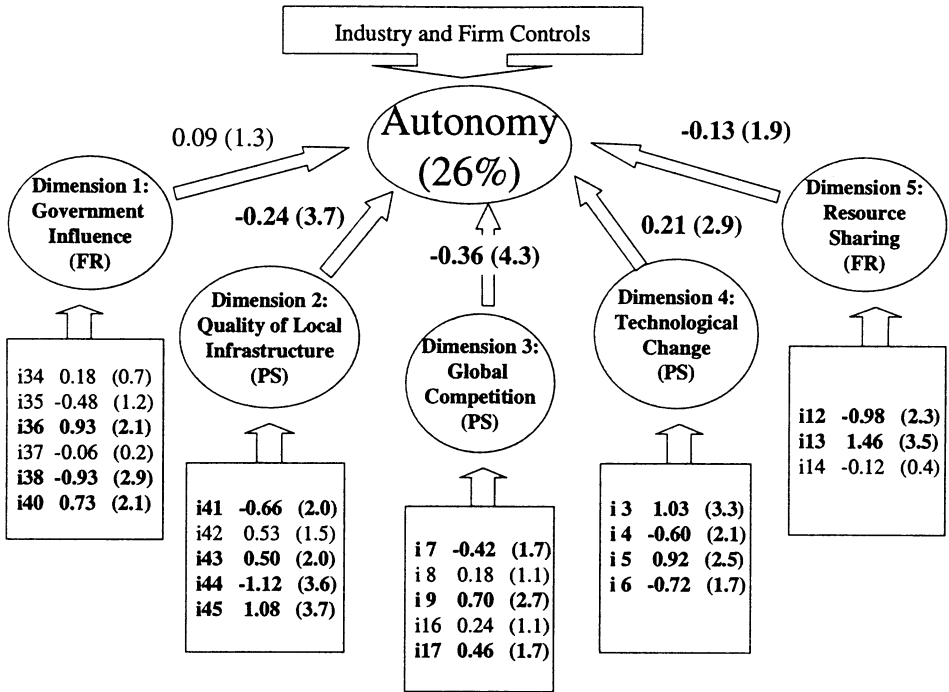 Industry and Firm Controls
Autonomy
(26%)
0.09 (1.3)
-0.24 (3.7)
-0.36 (4.3)
0.21 (2.9)
-0.13 (1.9)
Dimension 1:
Government
Influence
(FR)
i34 0.18 (0.7)
i35 -0.48 (1.2)
i36 0.93 (2.1)
i37 -0.06 (0.2)
i38 -0.93 (2.9)
i40 0.73 (2.1)
Dimension 2:
Quality of Local
Infrastructure
(PS)
i41 -0.66 (2.0)
i42 0.53 (1.5)
i43 0.50 (2.0)
i44 -1.12 (3.6)
i45 1.08 (3.7)
Dimension 3:
Global
Competition
(PS)
i 7 -0.42 (1.7)
i 8 0.18 (1.1)
i 9 0.70 (2.7)
i16 0.24 (1.1)
i17 0.46 (1.7)
Dimension 4:
Technological
Change
(PS)
i 3 1.03 (3.3)
i 4 -0.60 (2.1)
i 5 0.92 (2.5)
i 6 -0.72 (1.7)
Dimension 5:
Resource
Sharing
(FR)
i12 -0.98 (2.3)
i13 1.46 (3.5)
i14 -0.12 (0.4)